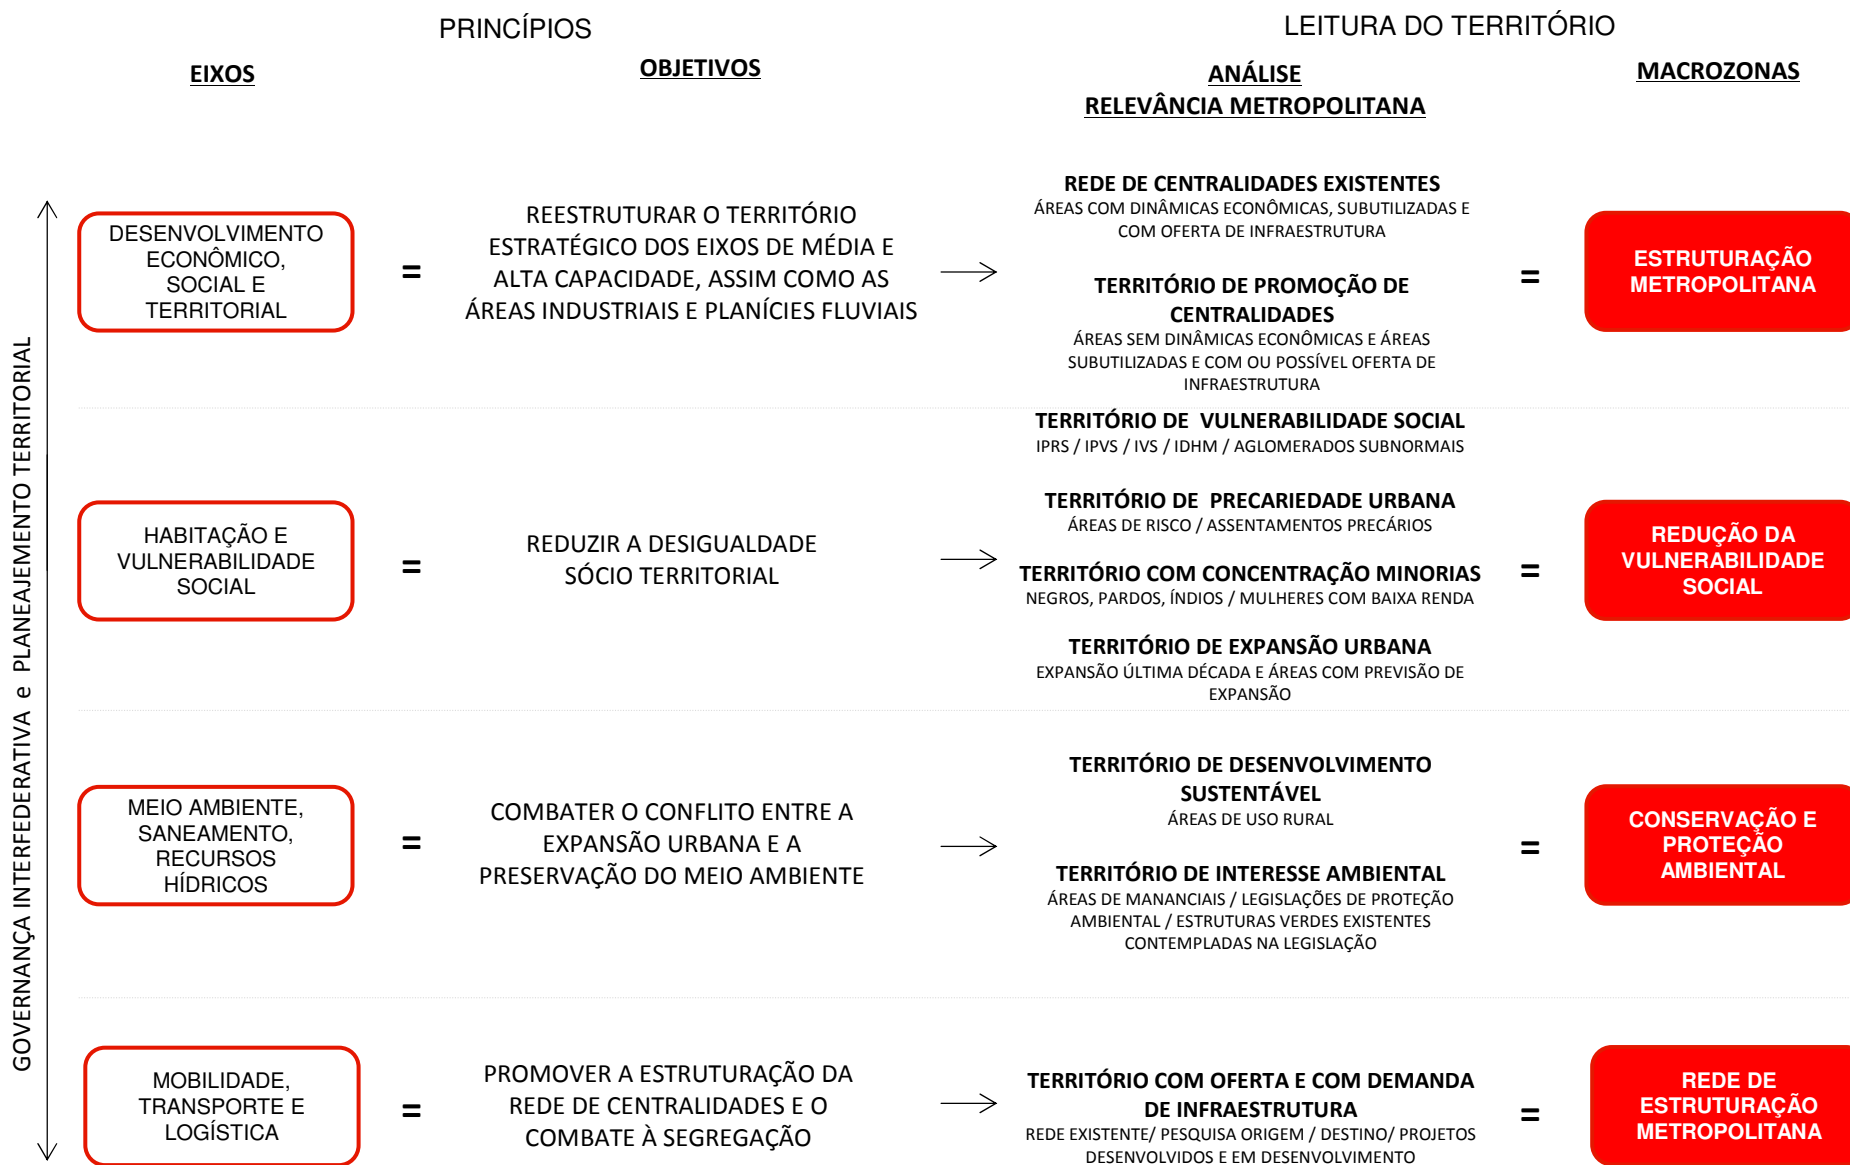 PRINCÍPIOS
LEITURA DO TERRITÓRIO
EIXOS
OBJETIVOS
ANÁLISE
RELEVÂNCIA METROPOLITANA
MACROZONAS
GOVERNANÇA INTERFEDERATIVA e PLANEAJEMENTO TERRITORIAL
DESENVOLVIMENTO
ECONÔMICO,
SOCIAL E
TERRITORIAL
=
REESTRUTURAR O TERRITÓRIO
ESTRATÉGICO DOS EIXOS DE MÉDIA E
ALTA CAPACIDADE, ASSIM COMO AS
ÁREAS INDUSTRIAIS E PLANÍCIES FLUVIAIS
REDE DE CENTRALIDADES EXISTENTES
ÁREAS COM DINÂMICAS ECONÔMICAS, SUBUTILIZADAS E
COM OFERTA DE INFRAESTRUTURA
TERRITÓRIO DE PROMOÇÃO DE
CENTRALIDADES
ÁREAS SEM DINÂMICAS ECONÔMICAS E ÁREAS
SUBUTILIZADAS E COM OU POSSÍVEL OFERTA DE
INFRAESTRUTURA
=
ESTRUTURAÇÃO
METROPOLITANA
HABITAÇÃO E
VULNERABILIDADE
SOCIAL
=
REDUZIR A DESIGUALDADE
SÓCIO TERRITORIAL
TERRITÓRIO DE VULNERABILIDADE SOCIAL
IPRS / IPVS / IVS / IDHM / AGLOMERADOS SUBNORMAIS
TERRITÓRIO DE PRECARIEDADE URBANA
ÁREAS DE RISCO / ASSENTAMENTOS PRECÁRIOS
TERRITÓRIO COM CONCENTRAÇÃO MINORIAS
NEGROS, PARDOS, ÍNDIOS / MULHERES COM BAIXA RENDA
TERRITÓRIO DE EXPANSÃO URBANA
EXPANSÃO ÚLTIMA DÉCADA E ÁREAS COM PREVISÃO DE
EXPANSÃO
=
REDUÇÃO DA
VULNERABILIDADE
SOCIAL
MEIO AMBIENTE,
SANEAMENTO,
RECURSOS
HÍDRICOS
=
COMBATER O CONFLITO ENTRE A
EXPANSÃO URBANA E A
PRESERVAÇÃO DO MEIO AMBIENTE
TERRITÓRIO DE DESENVOLVIMENTO
SUSTENTÁVEL
ÁREAS DE USO RURAL
TERRITÓRIO DE INTERESSE AMBIENTAL
ÁREAS DE MANANCIAIS / LEGISLAÇÕES DE PROTEÇÃO
AMBIENTAL / ESTRUTURAS VERDES EXISTENTES
CONTEMPLADAS NA LEGISLAÇÃO
=
CONSERVAÇÃO E
PROTEÇÃO
AMBIENTAL
MOBILIDADE,
TRANSPORTE E
LOGÍSTICA
=
PROMOVER A ESTRUTURAÇÃO DA
REDE DE CENTRALIDADES E O
COMBATE À SEGREGAÇÃO
TERRITÓRIO COM OFERTA E COM DEMANDA
DE INFRAESTRUTURA
REDE EXISTENTE/ PESQUISA ORIGEM / DESTINO/ PROJETOS
DESENVOLVIDOS E EM DESENVOLVIMENTO
=
REDE DE
ESTRUTURAÇÃO
METROPOLITANA